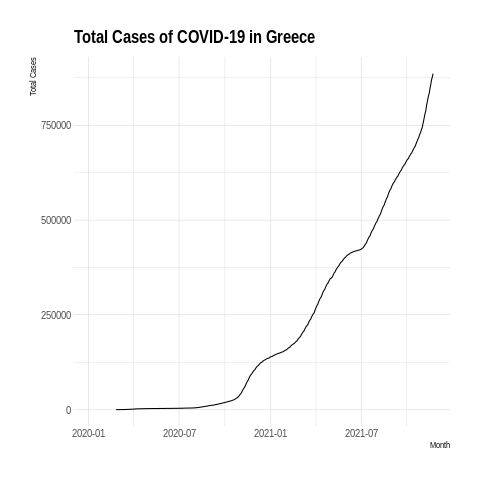 Total Cases of COVID-19 in Greece
Total Cases
750000
500000
250000
0
2020-01 2020-07 2021-01 2021-07
Month